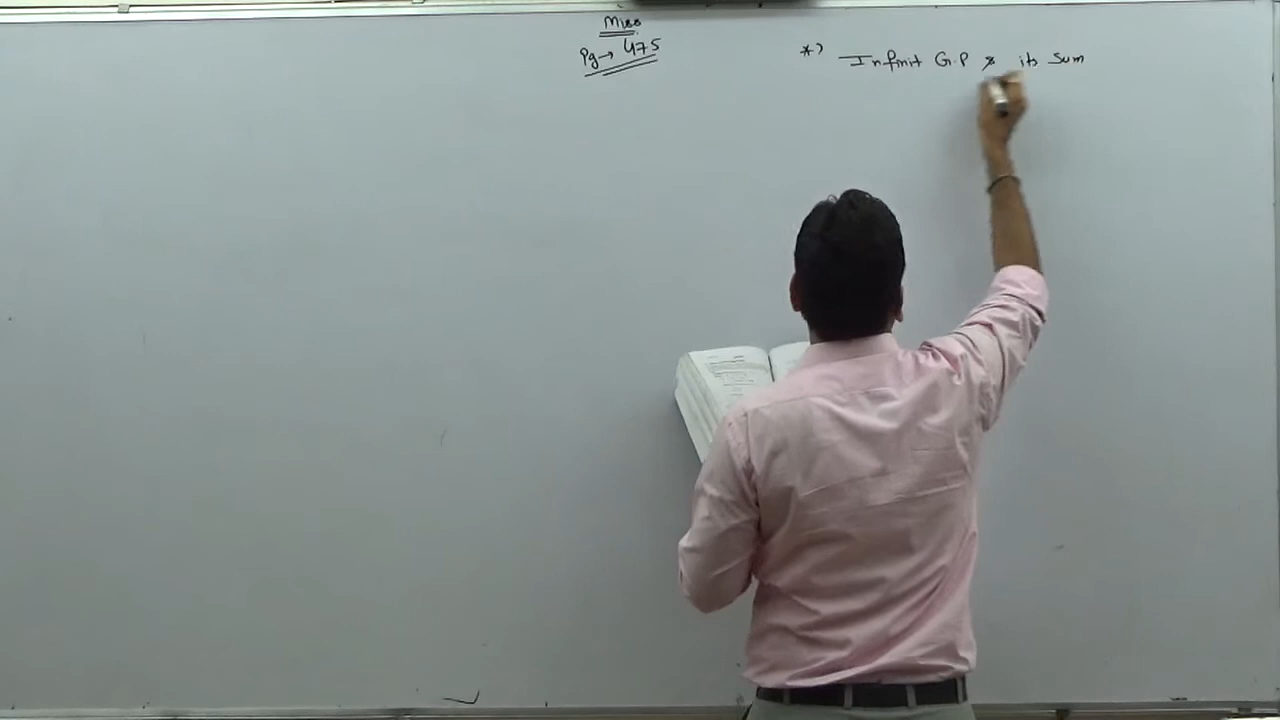 Misc
Pg → 475
*) Infinit G.P & its sum